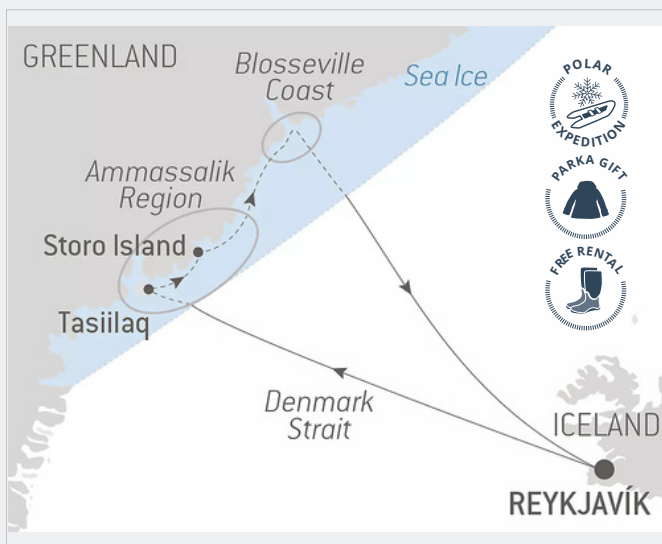 GREENLAND
Blosseville
Coast
Sea Ice
POLAR
EXPEDITION
Ammassalik
Region
PARKA GIFT
Storo Island
FREE RENTAL
Tasiilaq
Denmark
Strait
ICELAND
REYKJAVÍK